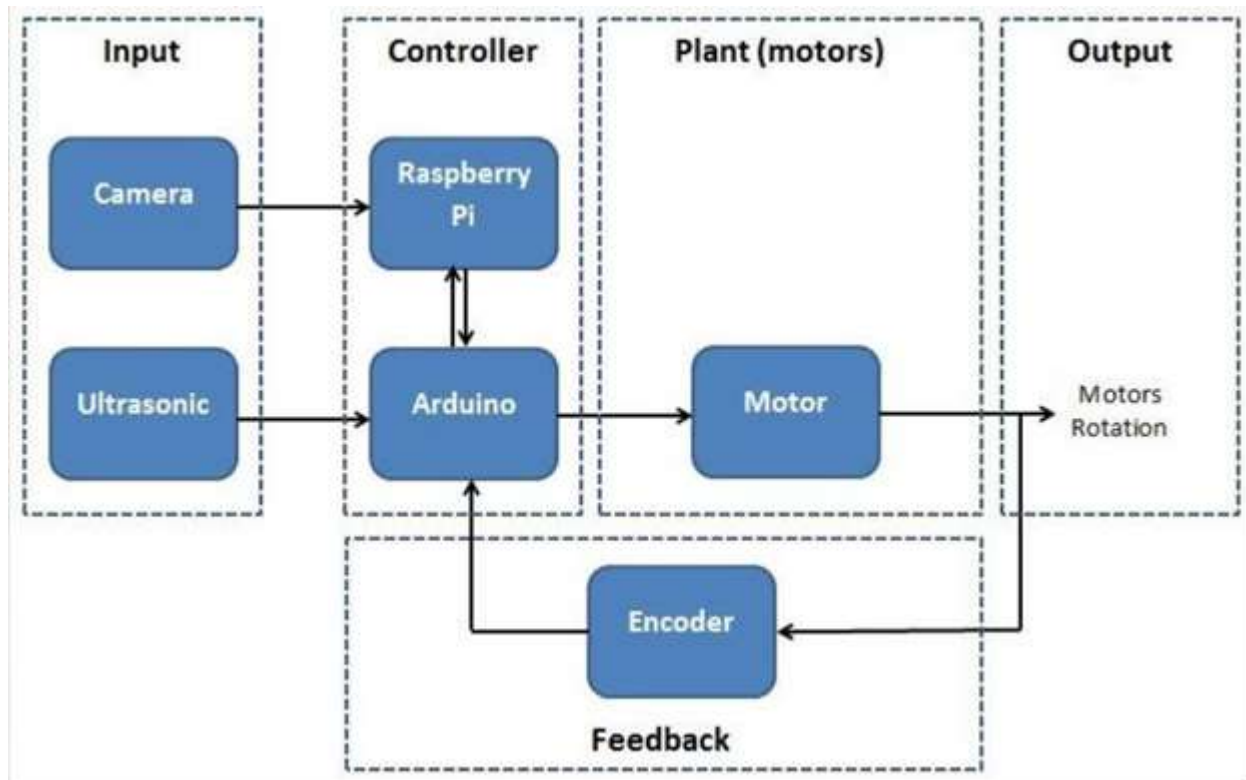 Input
Controller
Plant (motors)
Output
Camera
Raspberry
Pi
Ultrasonic
Arduino
Motor
Motors
Rotation
Encoder
Feedback